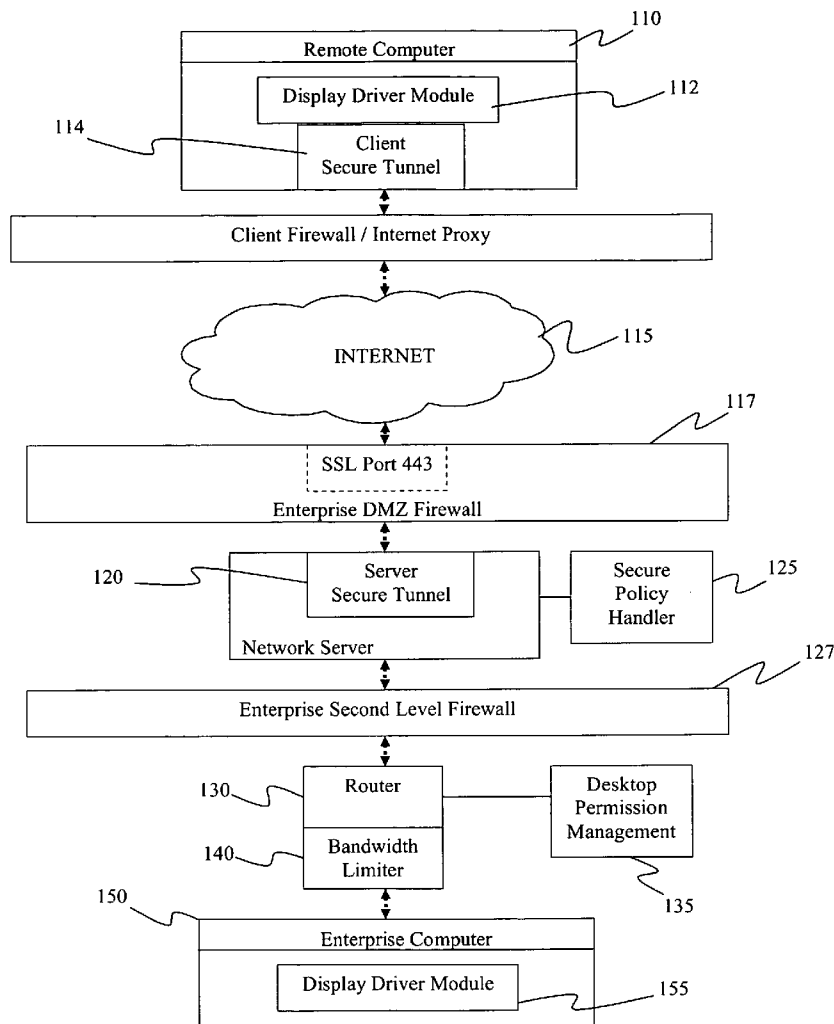 110
Remote Computer
Display Driver Module
112
114
Client
Secure Tunnel
Client Firewall / Internet Proxy
INTERNET
115
117
SSL Port 443
Enterprise DMZ Firewall
120
Server
Secure Tunnel
Network Server
Secure
Policy
Handler
125
127
Enterprise Second Level Firewall
130
Router
140
Bandwidth
Limiter
Desktop
Permission
Management
135
150
Enterprise Computer
Display Driver Module
155